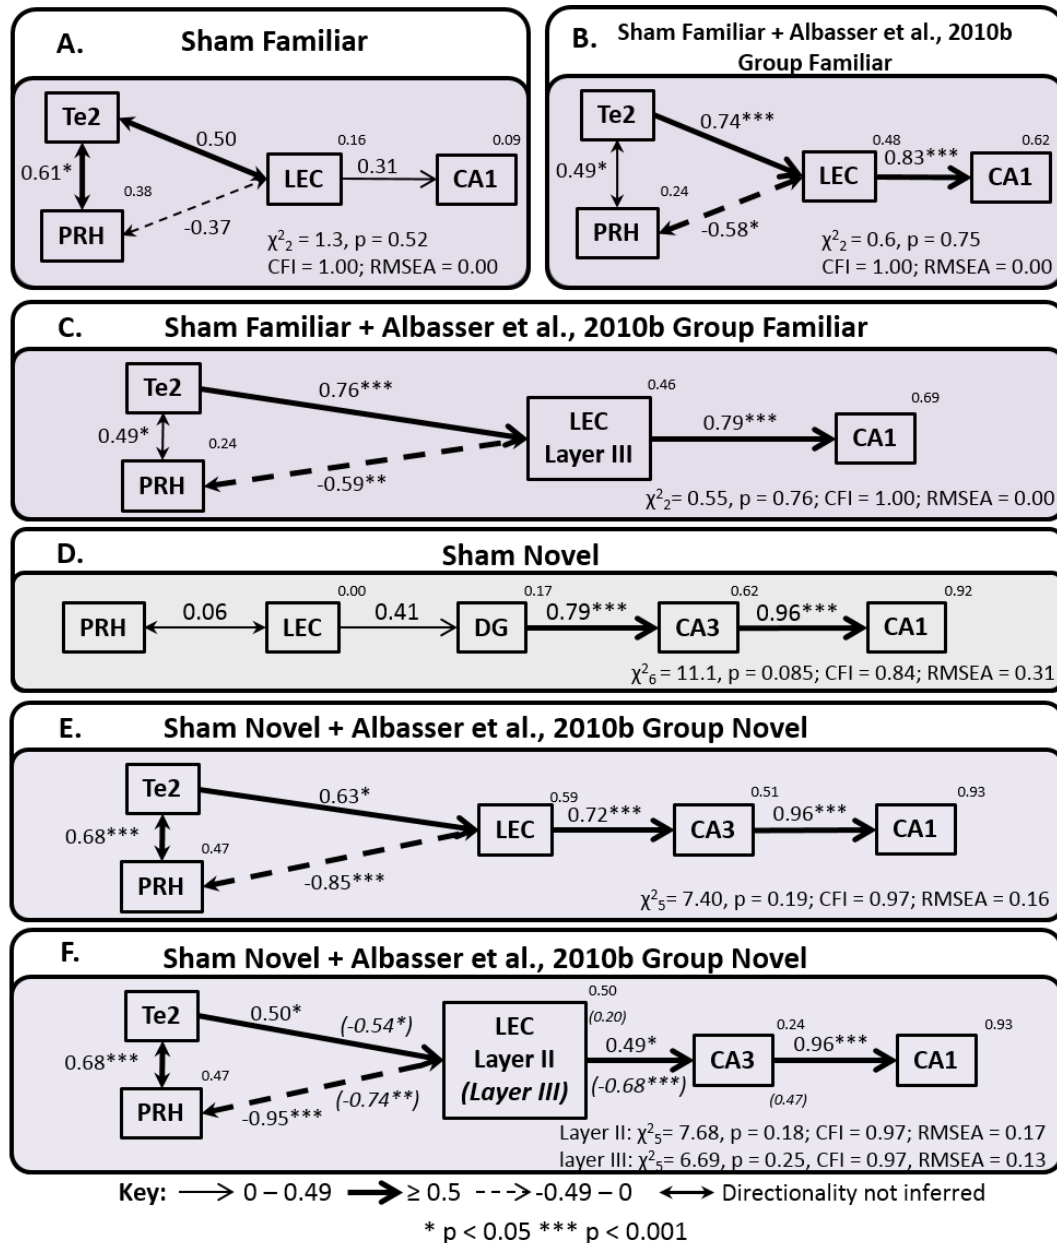 A. Sham Familiar
Te2
0.50
0.61*
0.38
PRH
-0.37
0.16
LEC
0.31
0.09
CA1
χ²₂ = 1.3, p = 0.52
CFI = 1.00; RMSEA = 0.00
B. Sham Familiar + Albasser et al., 2010b
Group Familiar
Te2
0.74***
0.49*
0.24
PRH
-0.58*
0.48
LEC
0.83***
0.62
CA1
χ²₂ = 0.6, p = 0.75
CFI = 1.00; RMSEA = 0.00
C. Sham Familiar + Albasser et al., 2010b Group Familiar
Te2
0.76***
0.49*
0.24
PRH
-0.59**
0.46
LEC
Layer III
0.79***
0.69
CA1
χ²₂= 0.55, p = 0.76; CFI = 1.00; RMSEA = 0.00
D. Sham Novel
PRH
0.06
0.00
LEC
0.41
0.17
DG
0.79***
0.62
CA3
0.96***
0.92
CA1
χ²₆ = 11.1, p = 0.085; CFI = 0.84; RMSEA = 0.31
E. Sham Novel + Albasser et al., 2010b Group Novel
Te2
0.63*
0.68***
0.47
PRH
-0.85***
0.59
LEC
0.72***
0.51
CA3
0.96***
0.93
CA1
χ²₅= 7.40, p = 0.19; CFI = 0.97; RMSEA = 0.16
F. Sham Novel + Albasser et al., 2010b Group Novel
Te2
0.50*
(-0.54*)
0.68***
0.47
PRH
-0.95***
(-0.74**)
0.50
(0.20)
LEC
Layer II
(Layer III)
0.49*
(-0.68***)
0.24
CA3
(0.47)
0.96***
0.93
CA1
Layer II: χ²₅= 7.68, p = 0.18; CFI = 0.97; RMSEA = 0.17
layer III: χ²₅= 6.69, p = 0.25, CFI = 0.97, RMSEA = 0.13
Key: 0 – 0.49 ≥ 0.5 -0.49 – 0 Directionality not inferred
* p < 0.05 *** p < 0.001